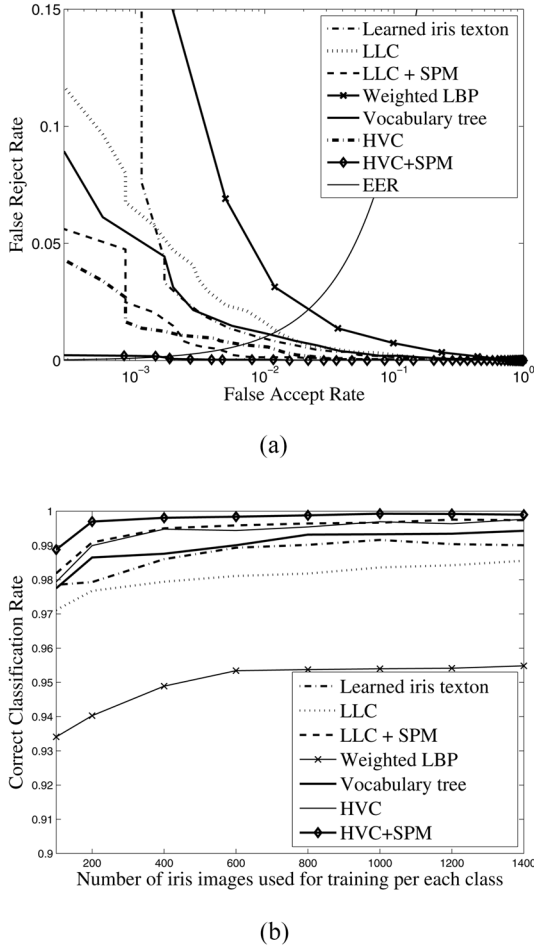 0.15
0.1
0.05
0
False Reject Rate
10⁻³
10⁻²
10⁻¹
10⁰
False Accept Rate
Learned iris texton
LLC
LLC + SPM
Weighted LBP
Vocabulary tree
HVC
HVC+SPM
EER
(a)
1
0.99
0.98
0.97
0.96
0.95
0.94
0.93
0.92
0.91
0.9
Correct Classification Rate
Learned iris texton
LLC
LLC + SPM
Weighted LBP
Vocabulary tree
HVC
HVC+SPM
200
400
600
800
1000
1200
1400
Number of iris images used for training per each class
(b)